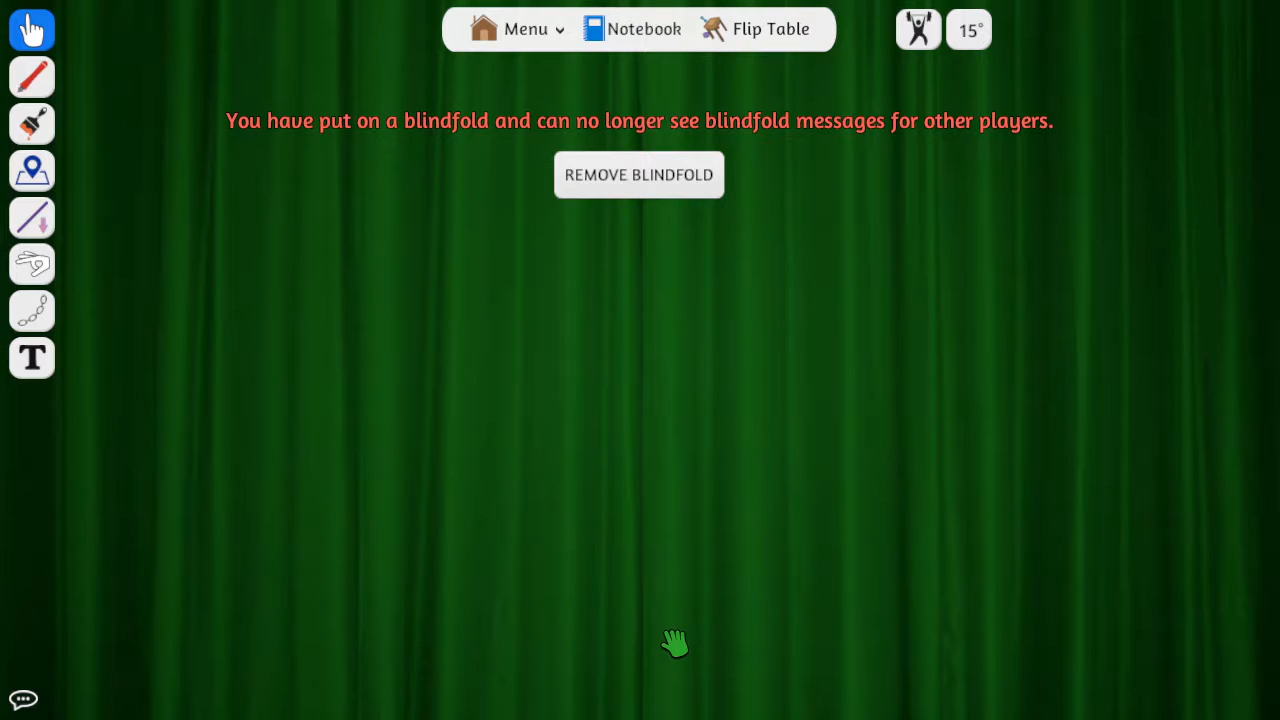 Menu
Notebook
Flip Table
15°
You have put on a blindfold and can no longer see blindfold messages for other players.
REMOVE BLINDFOLD
T